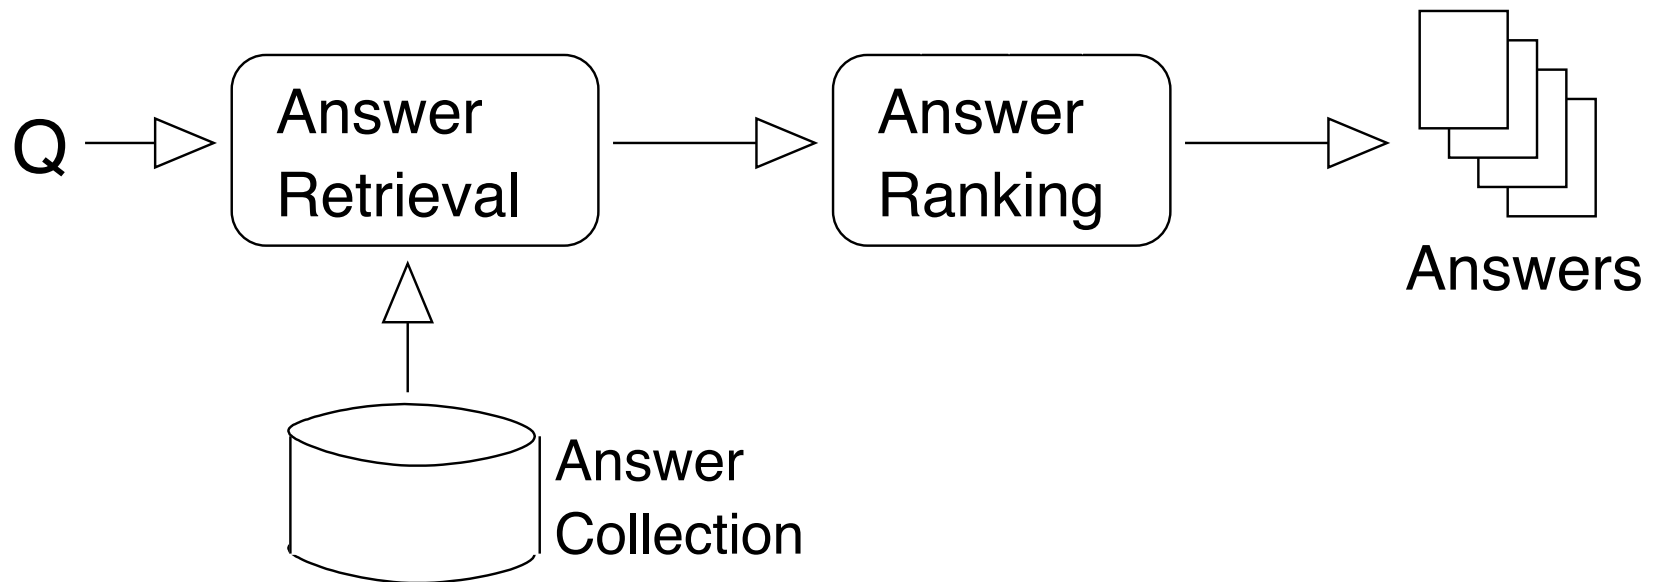 Q
Answer
Retrieval
Answer
Ranking
Answers
Answer
Collection